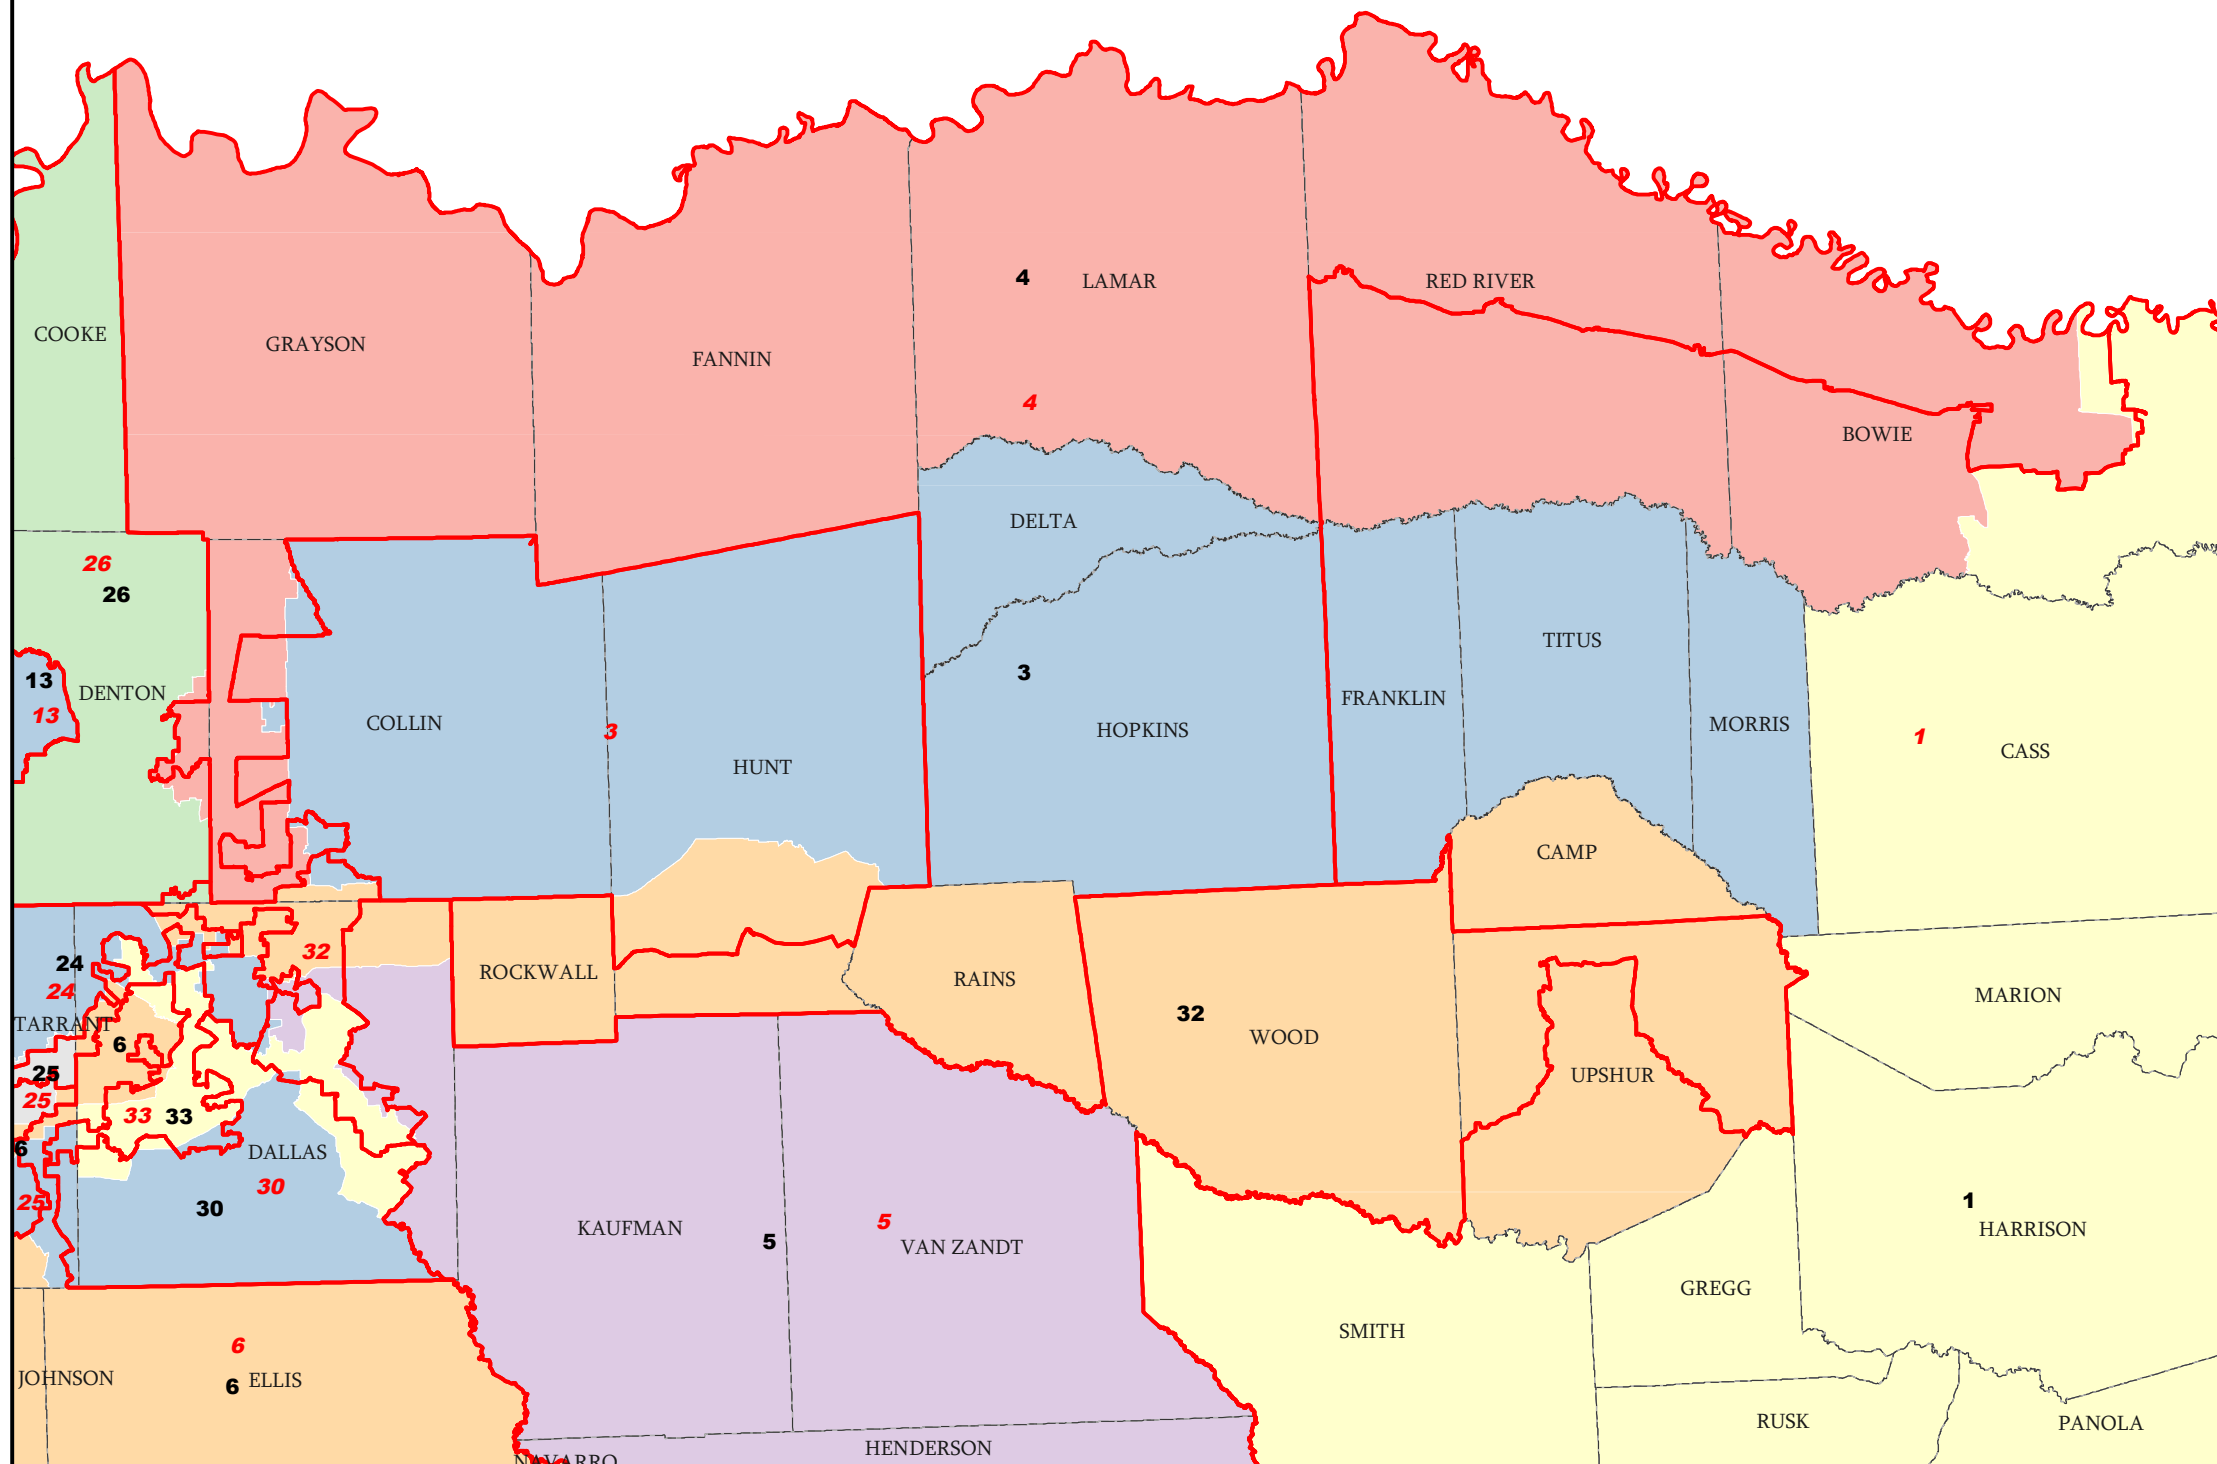 4
LAMAR
RED RIVER
COOKE
GRAYSON
FANNIN
4
BOWIE
DELTA
26
26
TITUS
3
13
DENTON
FRANKLIN
13
COLLIN
3
HOPKINS
MORRIS
1
CASS
HUNT
CAMP
32
24
ROCKWALL
RAINS
24
MARION
32
TARRANT
WOOD
6
25
UPSHUR
25
33
33
6
DALLAS
30
25
30
1
5
KAUFMAN
HARRISON
5
VAN ZANDT
GREGG
SMITH
6
JOHNSON
6
ELLIS
RUSK
PANOLA
HENDERSON
NAVARRO